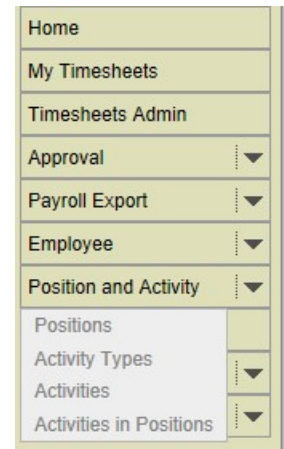 Home
My Timesheets
Timesheets Admin
Approval
Payroll Export
Employee
Position and Activity
Positions
Activity Types
Activities
Activities in Positions